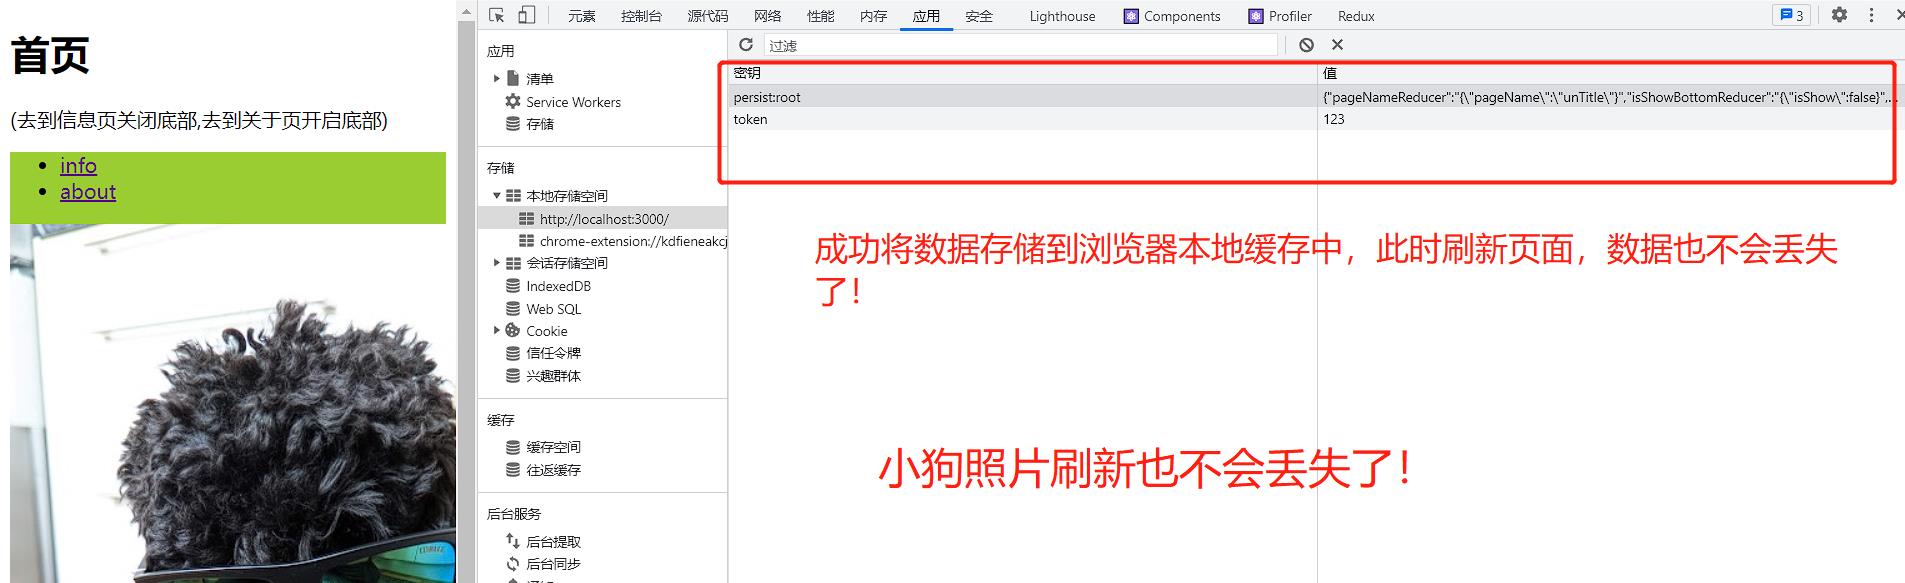 首页
(去到信息页关闭底部,去到关于页开启底部)
info
about
元素 控制台 源代码 网络 性能 内存 应用 安全 Lighthouse Components Profiler Redux 3
应用
清单
Service Workers
存储
存储
本地存储空间
http://localhost:3000/
chrome-extension://kdfieneakcj
会话存储空间
IndexedDB
Web SQL
Cookie
信任令牌
兴趣群体
缓存
缓存空间
往返缓存
后台服务
后台提取
后台同步
过滤
密钥 值
persist:root {"pageNameReducer":"{\"pageName\":\"unTitle\"}","isShowBottomReducer":"{\"isShow\":false}",...
token 123
成功将数据存储到浏览器本地缓存中，此时刷新页面，数据也不会丢失
了！
小狗照片刷新也不会丢失了！